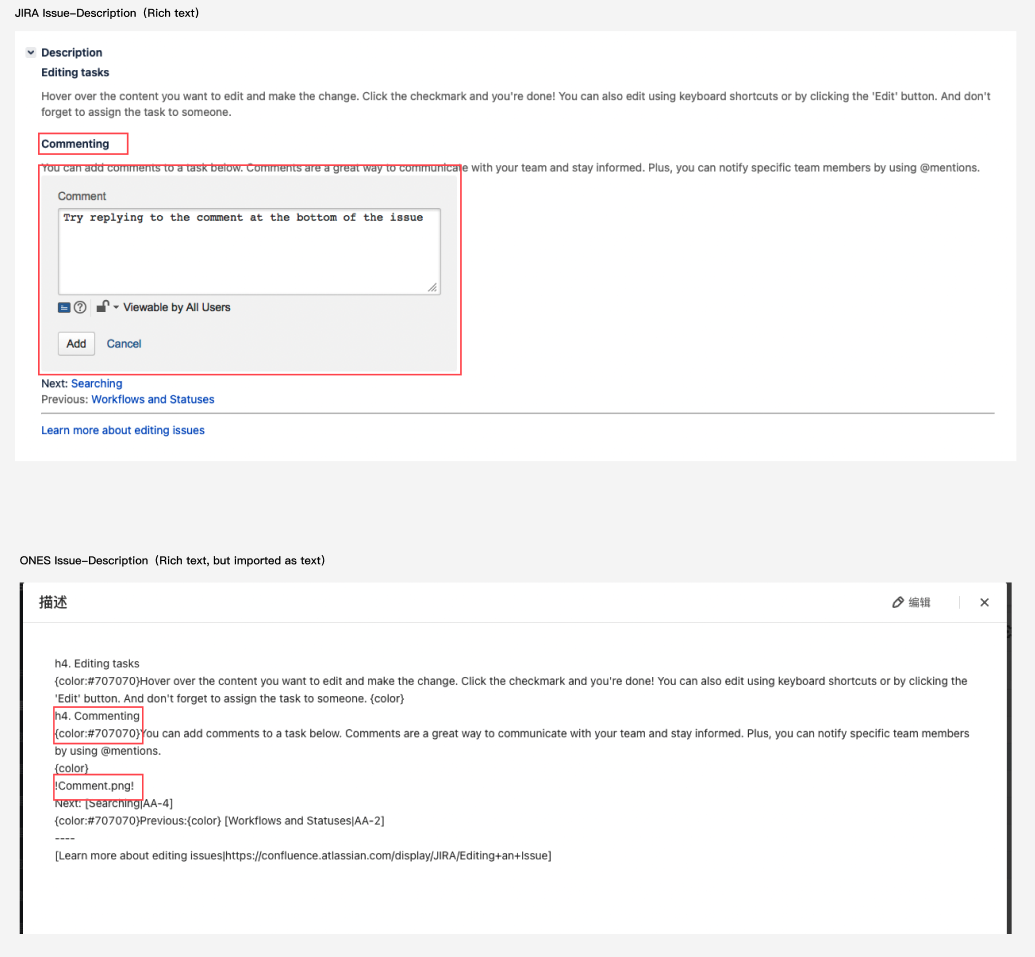 JIRA Issue–Description（Rich text)
Description
Editing tasks
Hover over the content you want to edit and make the change. Click the checkmark and you're done! You can also edit using keyboard shortcuts or by clicking the 'Edit' button. And don't
forget to assign the task to someone.
Commenting
You can add comments to a task below. Comments are a great way to communicate with your team and stay informed. Plus, you can notify specific team members by using @mentions.
Comment
Try replying to the comment at the bottom of the issue
Viewable by All Users
Add Cancel
Next: Searching
Previous: Workflows and Statuses
Learn more about editing issues
ONES Issue–Description（Rich text, but imported as text)
描述
编辑
h4. Editing tasks
{color:#707070}Hover over the content you want to edit and make the change. Click the checkmark and you're done! You can also edit using keyboard shortcuts or by clicking the
'Edit' button. And don't forget to assign the task to someone. {color}
h4. Commenting
{color:#707070}You can add comments to a task below. Comments are a great way to communicate with your team and stay informed. Plus, you can notify specific team members
by using @mentions.
{color}
!Comment.png!
Next: [Searching|AA-4]
{color:#707070}Previous:{color} [Workflows and Statuses|AA-2]
----
[Learn more about editing issues|https://confluence.atlassian.com/display/JIRA/Editing+an+Issue]